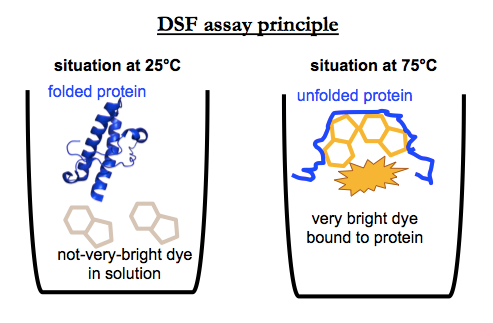 DSF assay principle
situation at 25°C
folded protein
not-very-bright dye
in solution
situation at 75°C
unfolded protein
very bright dye
bound to protein